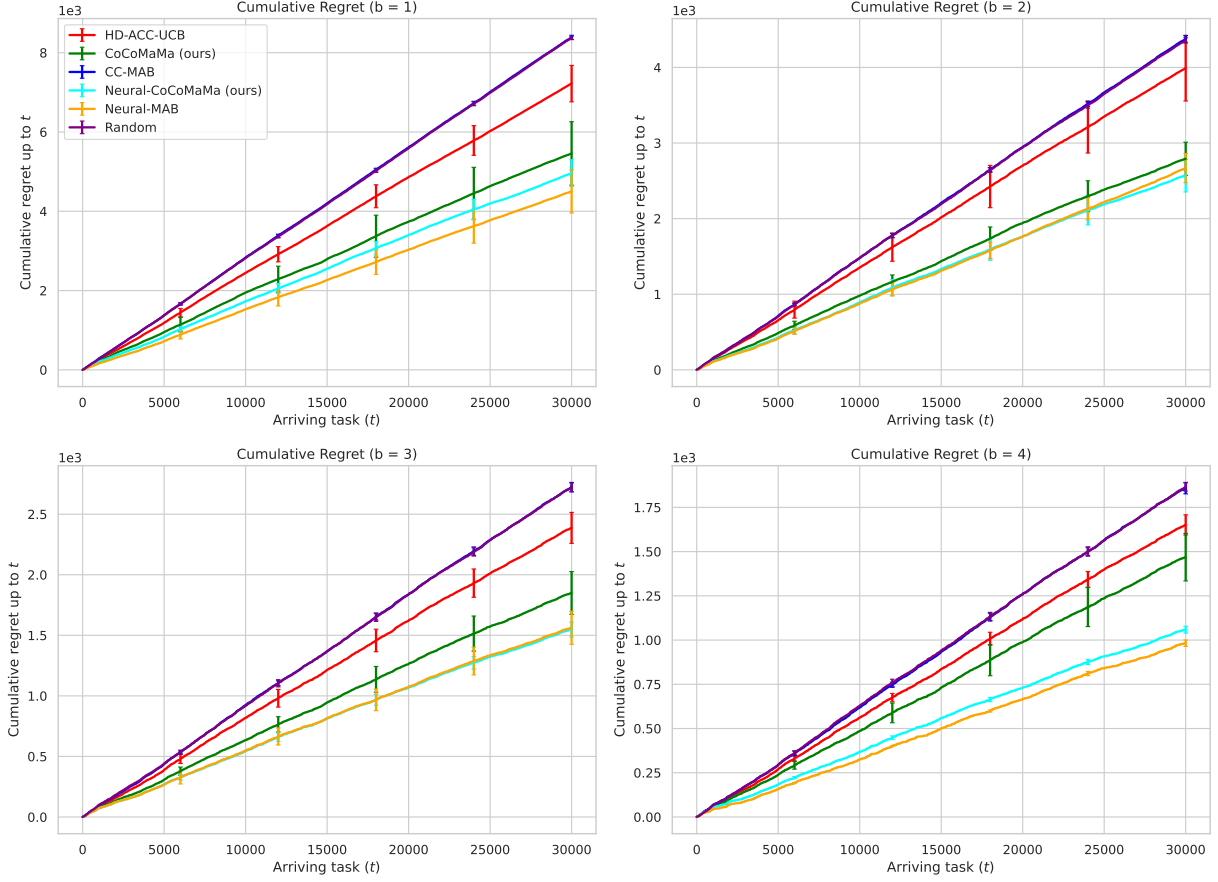 Cumulative Regret (b = 1)
1e3
HD-ACC-UCB
CoCoMaMa (ours)
CC-MAB
Neural-CoCoMaMa (ours)
Neural-MAB
Random
Cumulative regret up to t
8
6
4
2
0
0 5000 10000 15000 20000 25000 30000
Arriving task (t)
Cumulative Regret (b = 2)
1e3
Cumulative regret up to t
4
3
2
1
0
0 5000 10000 15000 20000 25000 30000
Arriving task (t)
Cumulative Regret (b = 3)
1e3
Cumulative regret up to t
2.5
2.0
1.5
1.0
0.5
0.0
0 5000 10000 15000 20000 25000 30000
Arriving task (t)
Cumulative Regret (b = 4)
1e3
Cumulative regret up to t
1.75
1.50
1.25
1.00
0.75
0.50
0.25
0.00
0 5000 10000 15000 20000 25000 30000
Arriving task (t)